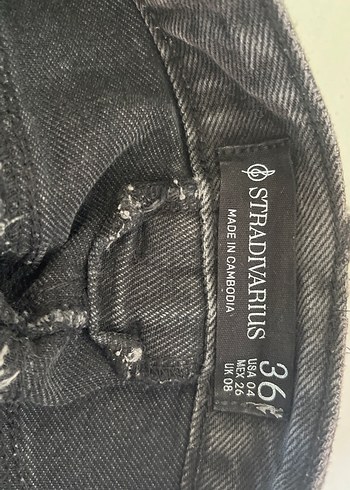 STRADIVARIUS
MADE IN CAMBODIA
36
USA 04
MEX 26
UK 08